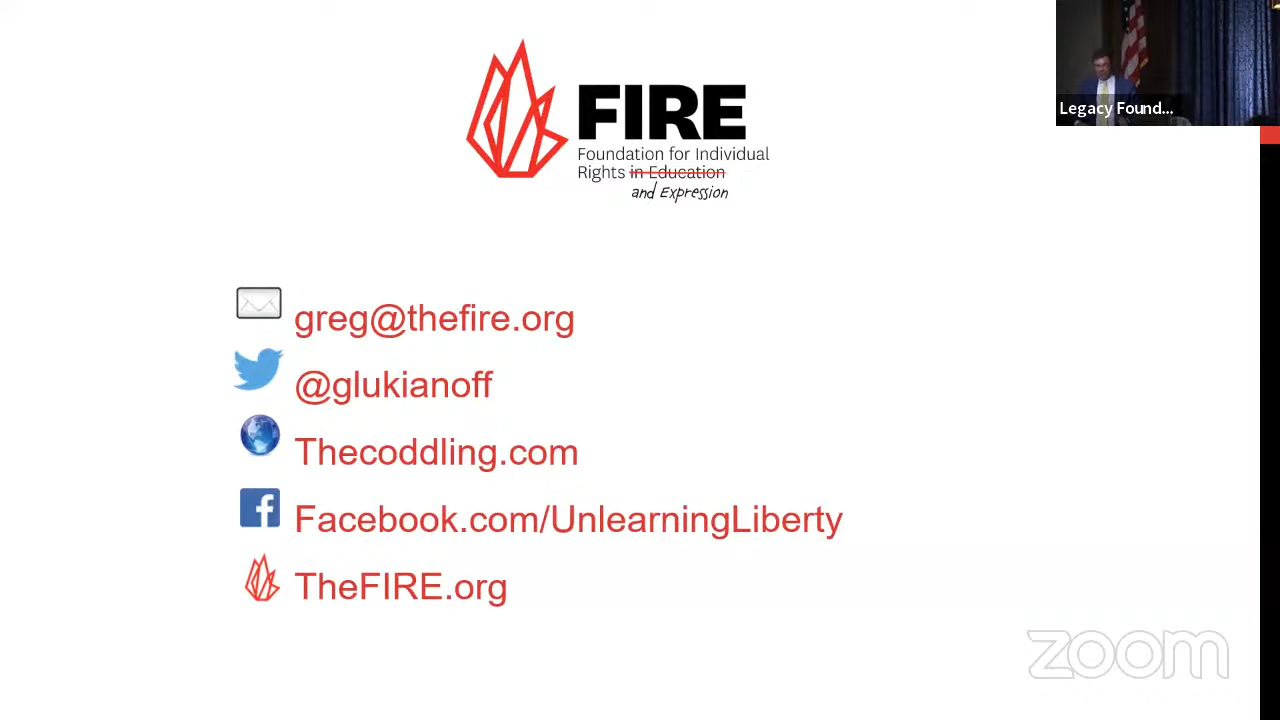 FIRE
Foundation for Individual
Rights in Education
and Expression
Legacy Found...
greg@thefire.org
@glukianoff
Thecoddling.com
Facebook.com/UnlearningLiberty
TheFIRE.org
zoom